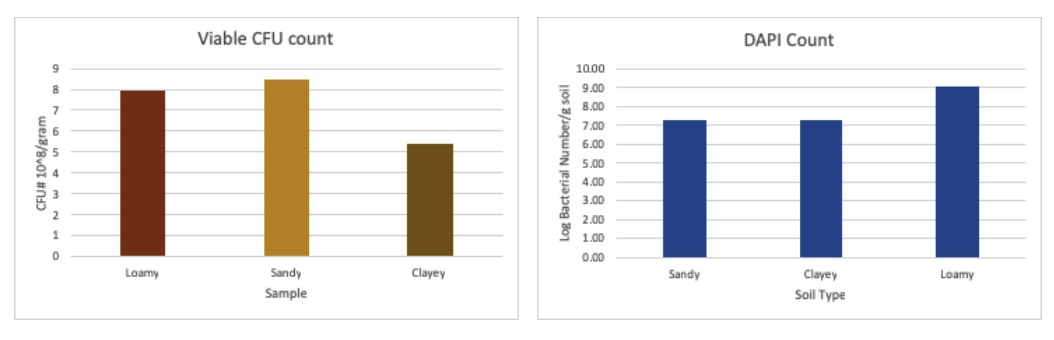 Viable CFU count
9
8
7
6
5
4
3
2
1
0
CFU# 10^8/gram
Loamy Sandy Clayey
Sample
DAPI Count
10.00
9.00
8.00
7.00
6.00
5.00
4.00
3.00
2.00
1.00
0.00
Log Bacterial Number/g soil
Sandy Clayey Loamy
Soil Type